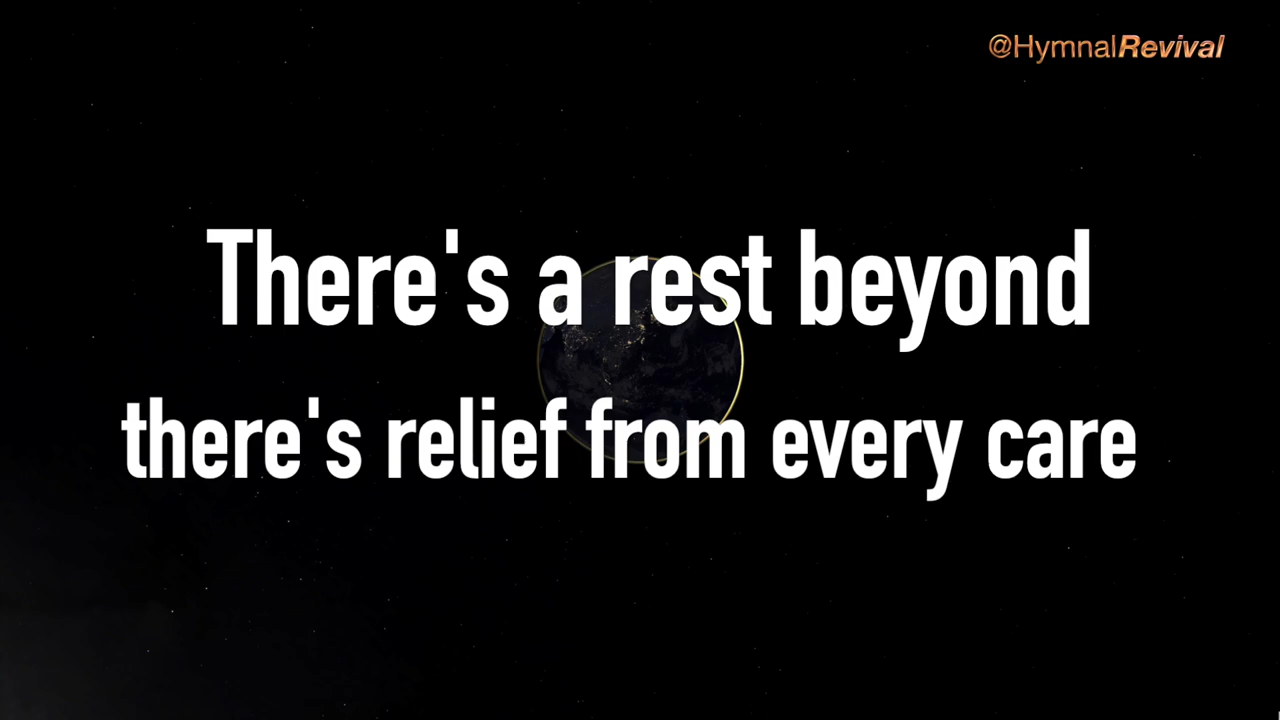 @HymnalRevival
There's a rest beyond
there's relief from every care